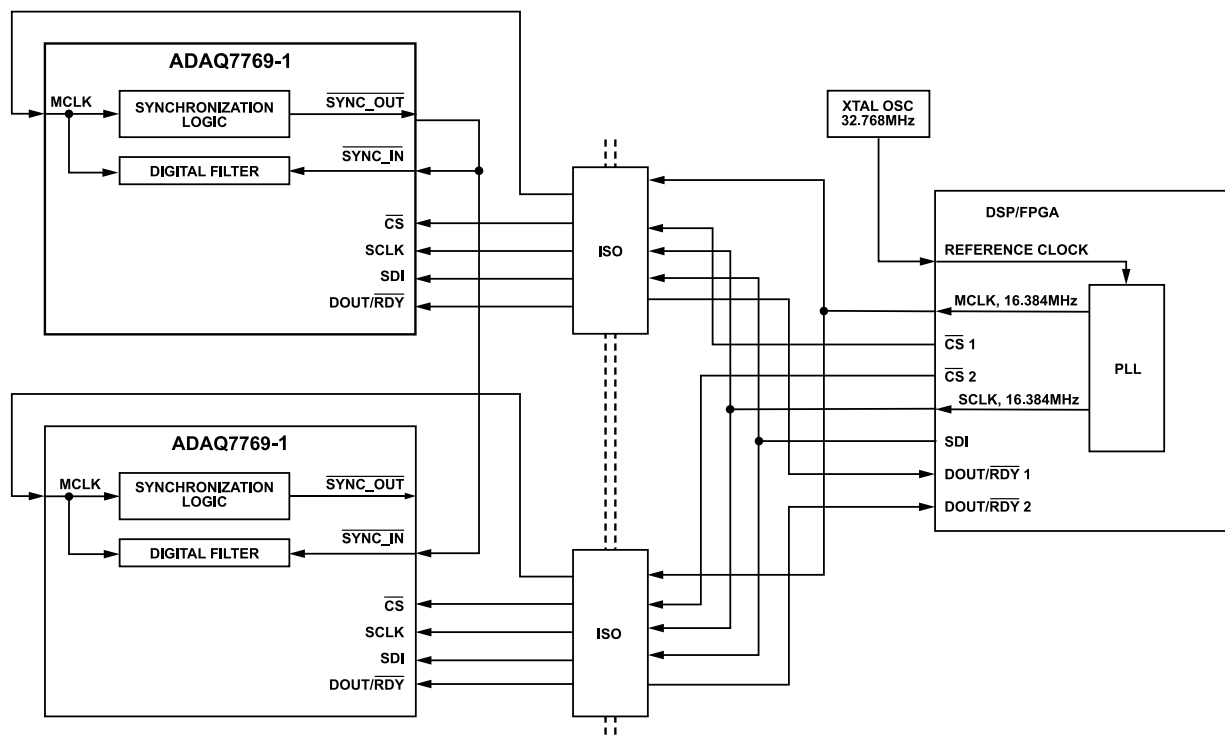 ADAQ7769-1
MCLK
SYNCHRONIZATION
LOGIC
SYNC_OUT
DIGITAL FILTER
SYNC_IN
CS
SCLK
SDI
DOUT/RDY
ISO
XTAL OSC
32.768MHz
DSP/FPGA
REFERENCE CLOCK
MCLK, 16.384MHz
CS 1
CS 2
PLL
SCLK, 16.384MHz
SDI
DOUT/RDY 1
DOUT/RDY 2
ADAQ7769-1
MCLK
SYNCHRONIZATION
LOGIC
SYNC_OUT
DIGITAL FILTER
SYNC_IN
CS
SCLK
SDI
DOUT/RDY
ISO